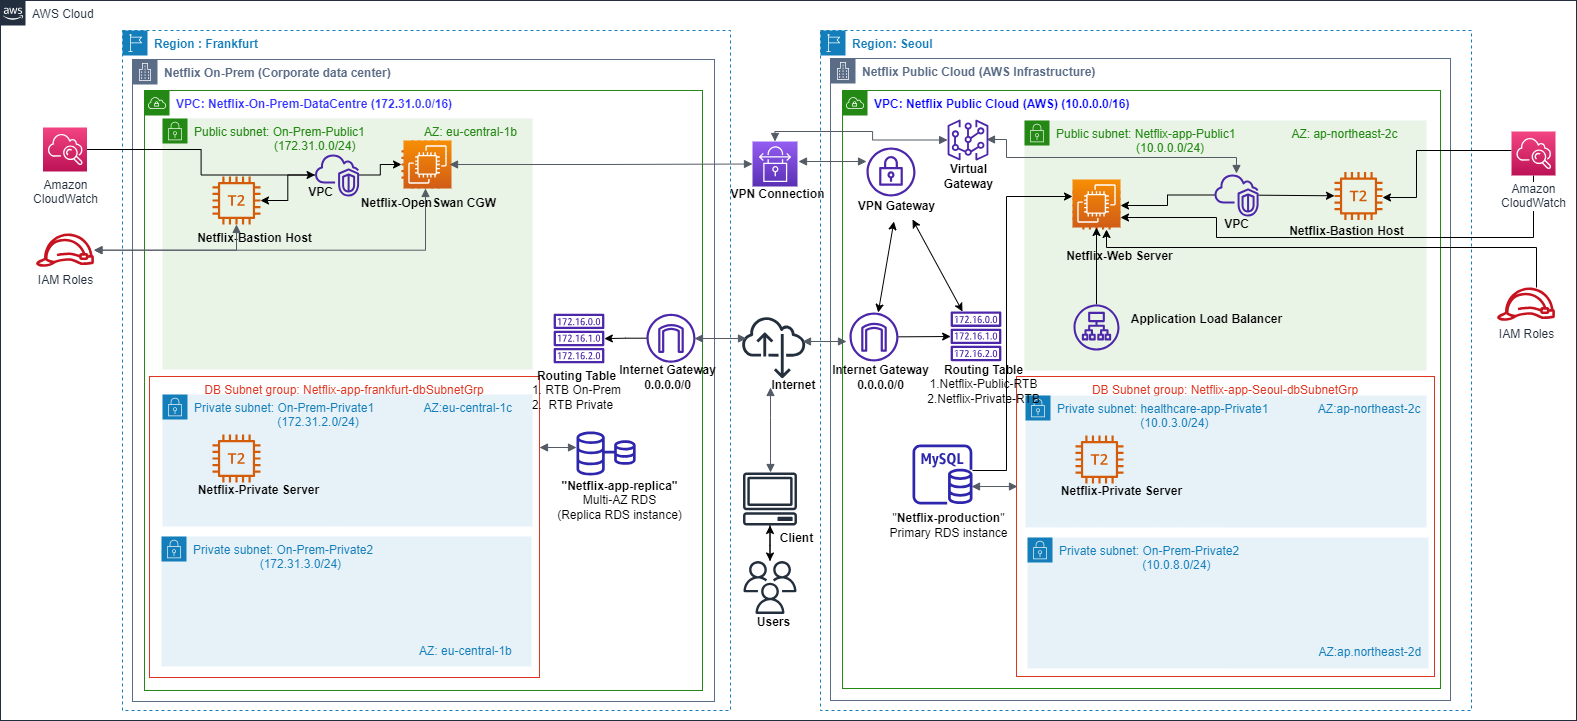 aws
AWS Cloud
Region : Frankfurt
Netflix On-Prem (Corporate data center)
VPC: Netflix-On-Prem-DataCentre (172.31.0.0/16)
Public subnet: On-Prem-Public1
(172.31.0.0/24)
AZ: eu-central-1b
Amazon
CloudWatch
IAM Roles
T2
Netflix-Bastion Host
VPC
Netflix-OpenSwan CGW
172.16.0.0
172.16.1.0
172.16.2.0
Routing Table
1. RTB On-Prem
2. RTB Private
Internet Gateway
0.0.0.0/0
DB Subnet group: Netflix-app-frankfurt-dbSubnetGrp
Private subnet: On-Prem-Private1
(172.31.2.0/24)
AZ:eu-central-1c
T2
Netflix-Private Server
"Netflix-app-replica"
Multi-AZ RDS
(Replica RDS instance)
Private subnet: On-Prem-Private2
(172.31.3.0/24)
AZ: eu-central-1b
VPN Connection
Internet
Client
Users
Region: Seoul
Netflix Public Cloud (AWS Infrastructure)
VPC: Netflix Public Cloud (AWS) (10.0.0.0/16)
VPN Gateway
Virtual
Gateway
Public subnet: Netflix-app-Public1
(10.0.0.0/24)
AZ: ap-northeast-2c
Netflix-Web Server
VPC
T2
Netflix-Bastion Host
Amazon
CloudWatch
IAM Roles
Application Load Balancer
Internet Gateway
0.0.0.0/0
172.16.0.0
172.16.1.0
172.16.2.0
Routing Table
1.Netflix-Public-RTB
2.Netflix-Private-RTB
DB Subnet group: Netflix-app-Seoul-dbSubnetGrp
Private subnet: healthcare-app-Private1
(10.0.3.0/24)
AZ:ap-northeast-2c
T2
Netflix-Private Server
MySQL
"Netflix-production"
Primary RDS instance
Private subnet: On-Prem-Private2
(10.0.8.0/24)
AZ:ap.northeast-2d